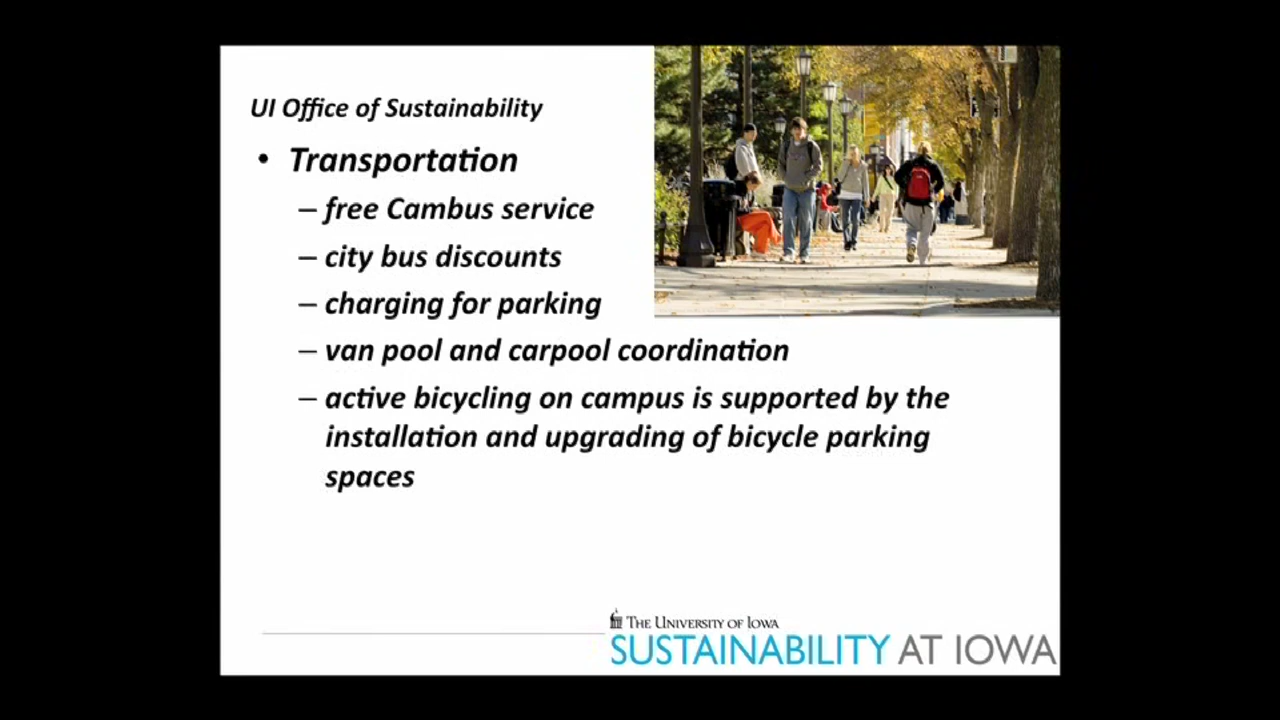 UI Office of Sustainability
• Transportation
– free Cambus service
– city bus discounts
– charging for parking
– van pool and carpool coordination
– active bicycling on campus is supported by the
installation and upgrading of bicycle parking
spaces
THE UNIVERSITY OF IOWA
SUSTAINABILITY AT IOWA